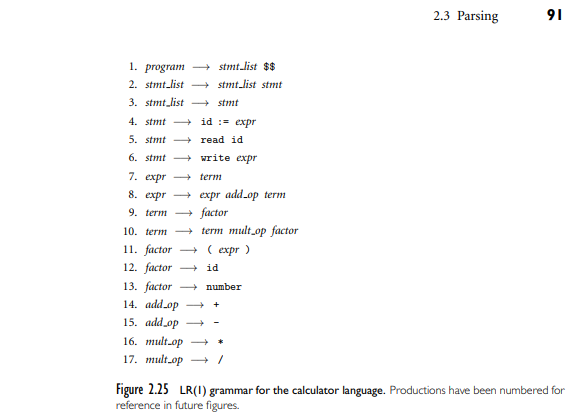 2.3 Parsing 91
1. program ⟶ stmt_list $$
2. stmt_list ⟶ stmt_list stmt
3. stmt_list ⟶ stmt
4. stmt ⟶ id := expr
5. stmt ⟶ read id
6. stmt ⟶ write expr
7. expr ⟶ term
8. expr ⟶ expr add_op term
9. term ⟶ factor
10. term ⟶ term mult_op factor
11. factor ⟶ ( expr )
12. factor ⟶ id
13. factor ⟶ number
14. add_op ⟶ +
15. add_op ⟶ -
16. mult_op ⟶ *
17. mult_op ⟶ /
Figure 2.25 LR(1) grammar for the calculator language. Productions have been numbered for
reference in future figures.